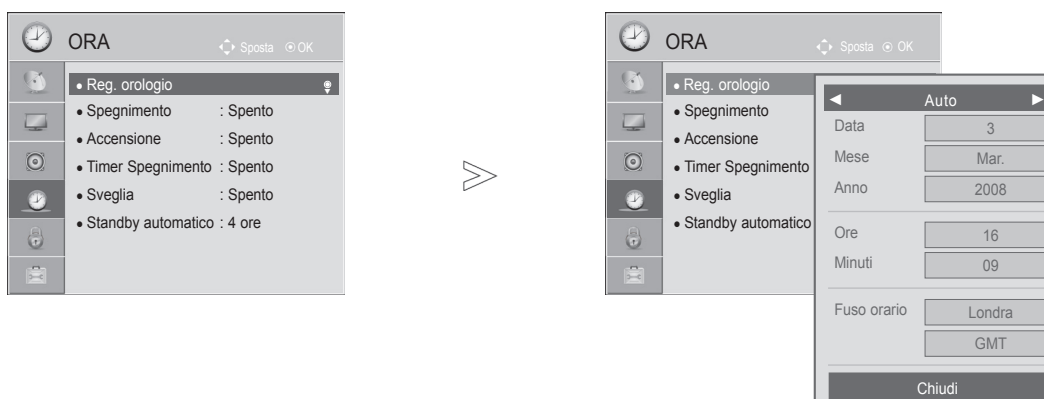 ORA
Sposta OK
• Reg. orologio
• Spegnimento : Spento
• Accensione : Spento
• Timer Spegnimento : Spento
• Sveglia : Spento
• Standby automatico : 4 ore
ORA
Sposta OK
• Reg. orologio
• Spegnimento
• Accensione
• Timer Spegnimento
• Sveglia
• Standby automatico
◄ Auto ►
Data 3
Mese Mar.
Anno 2008
Ore 16
Minuti 09
Fuso orario Londra
GMT
Chiudi